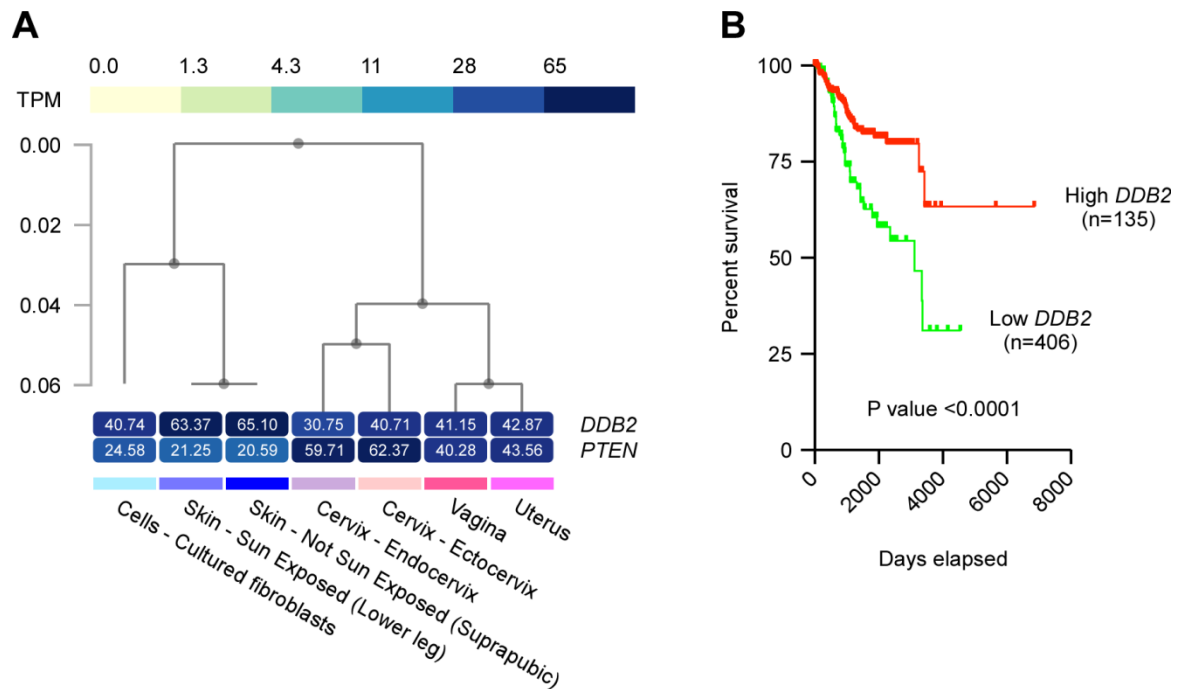 A
0.0 1.3 4.3 11 28 65
TPM
0.00
0.02
0.04
0.06
40.74 63.37 65.10 30.75 40.71 41.15 42.87 DDB2
24.58 21.25 20.59 59.71 62.37 40.28 43.56 PTEN
Cells - Cultured fibroblasts
Skin - Sun Exposed (Lower leg)
Skin - Not Sun Exposed (Suprapubic)
Cervix - Endocervix
Cervix - Ectocervix
Vagina
Uterus
B
Percent survival
100
75
50
25
0
High DDB2
(n=135)
Low DDB2
(n=406)
P value <0.0001
0 2000 4000 6000 8000
Days elapsed